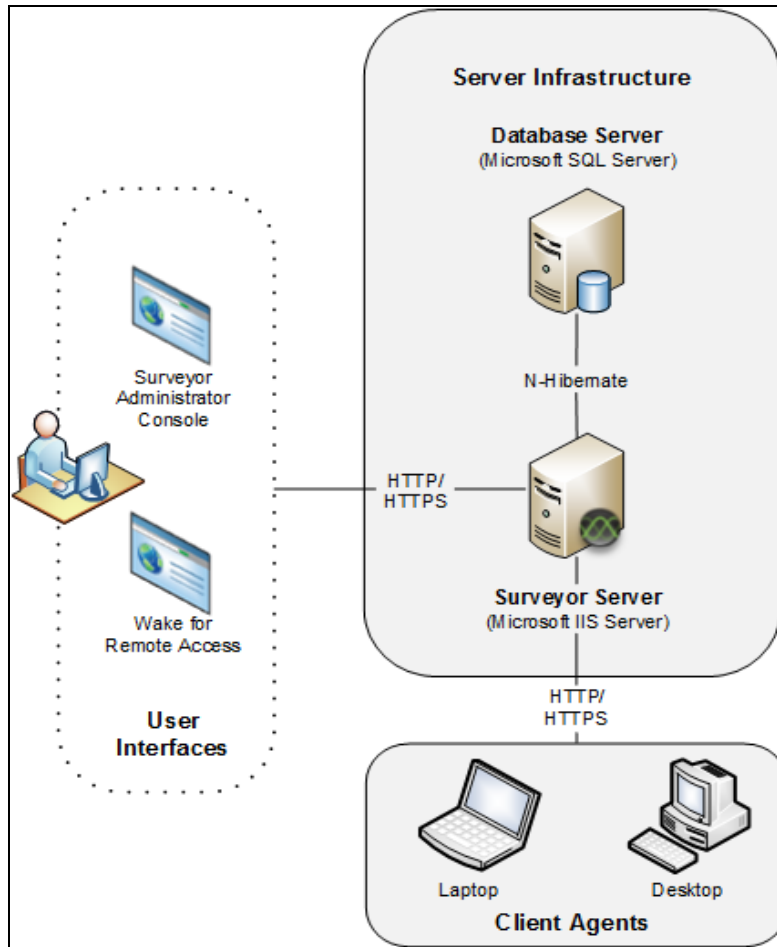 Server Infrastructure
Database Server
(Microsoft SQL Server)
N-Hibernate
Surveyor
Administrator
Console
HTTP/
HTTPS
Wake for
Remote Access
User
Interfaces
Surveyor Server
(Microsoft IIS Server)
HTTP/
HTTPS
Laptop
Desktop
Client Agents